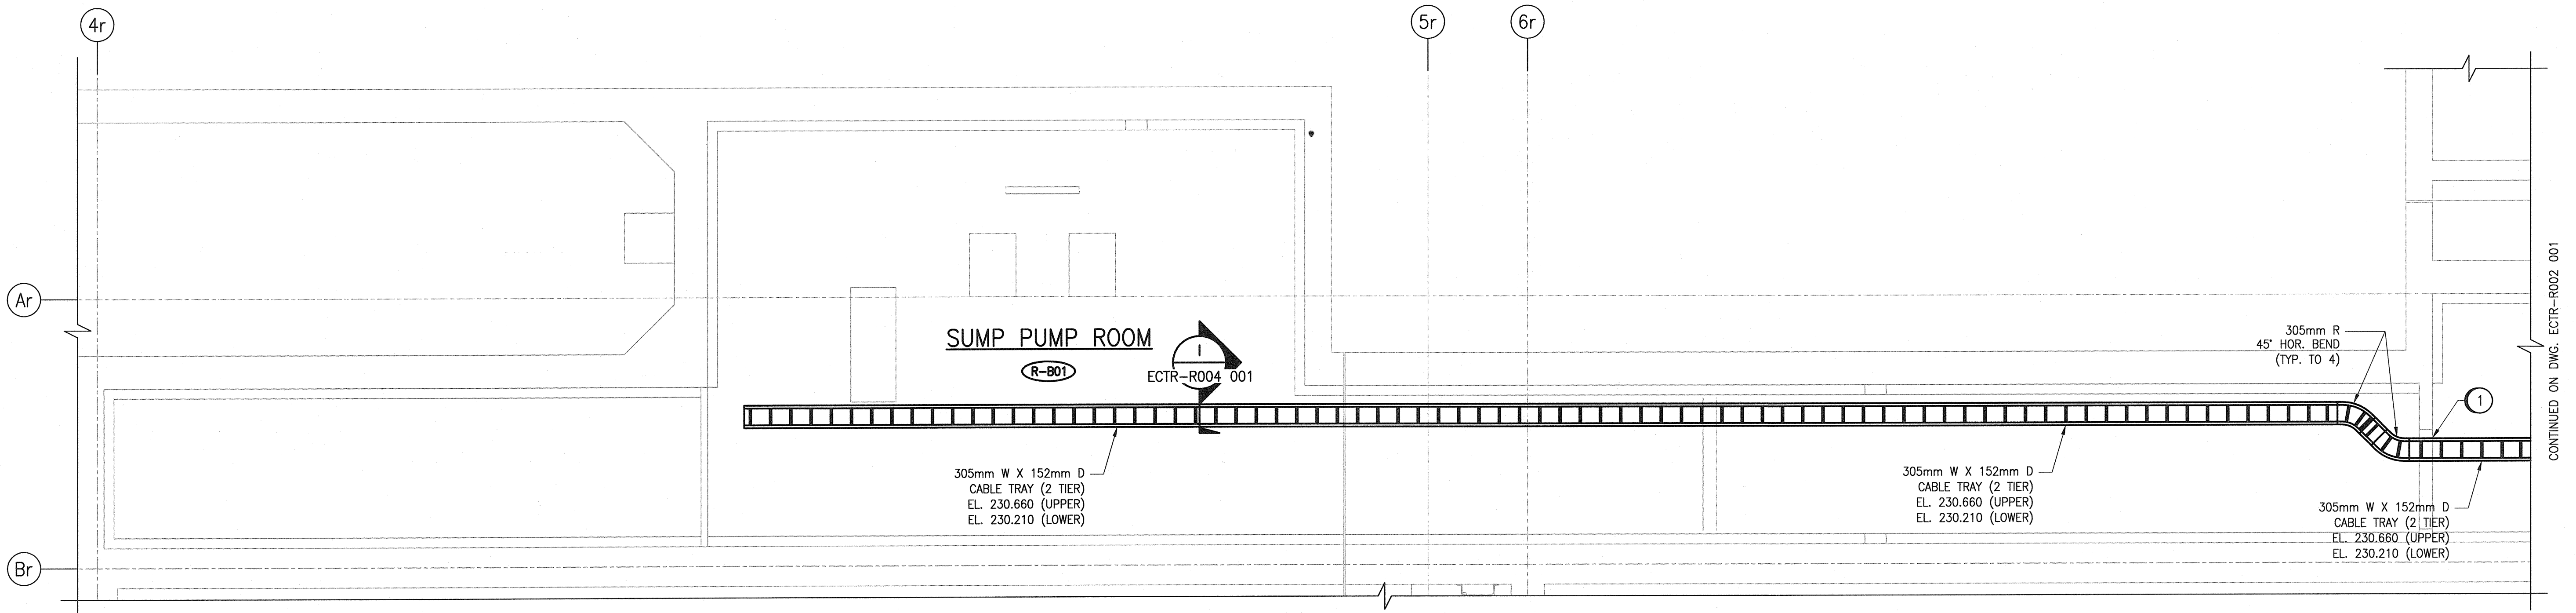 4r
5r
6r
Ar
Br
SUMP PUMP ROOM
R-B01
1
ECTR-R004 001
305mm W X 152mm D
CABLE TRAY (2 TIER)
EL. 230.660 (UPPER)
EL. 230.210 (LOWER)
305mm W X 152mm D
CABLE TRAY (2 TIER)
EL. 230.660 (UPPER)
EL. 230.210 (LOWER)
305mm R
45° HOR. BEND
(TYP. TO 4)
1
305mm W X 152mm D
CABLE TRAY (2 TIER)
EL. 230.660 (UPPER)
EL. 230.210 (LOWER)
CONTINUED ON DWG. ECTR-R002 001